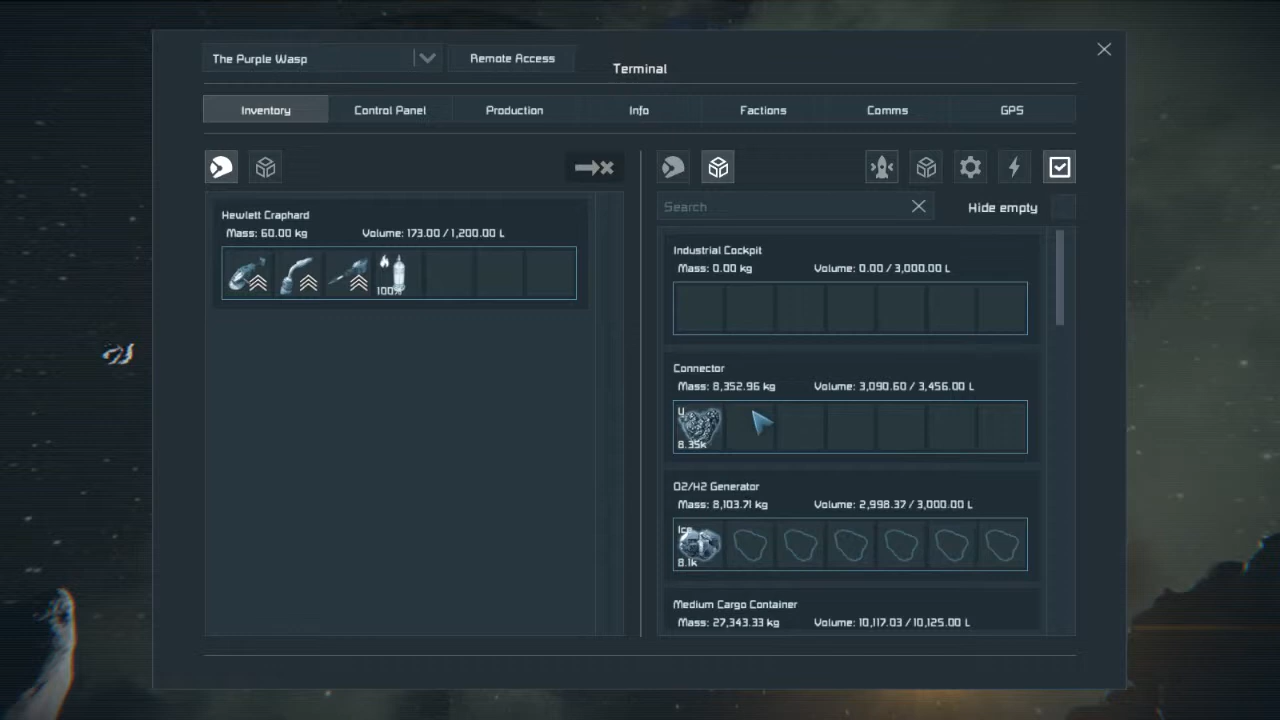 The Purple Wasp
Remote Access
Terminal
Inventory
Control Panel
Production
Info
Factions
Comms
GPS
Search
Hide empty
Hewlett Craphard
Mass: 60.00 kg
Volume: 173.00 / 1,200.00 L
100%
Industrial Cockpit
Mass: 0.00 kg
Volume: 0.00 / 3,000.00 L
Connector
Mass: 8,352.96 kg
Volume: 3,090.60 / 3,456.00 L
U
8.35k
O2/H2 Generator
Mass: 8,103.71 kg
Volume: 2,998.37 / 3,000.00 L
Ice
8.1k
Medium Cargo Container
Mass: 27,343.33 kg
Volume: 10,117.03 / 10,125.00 L